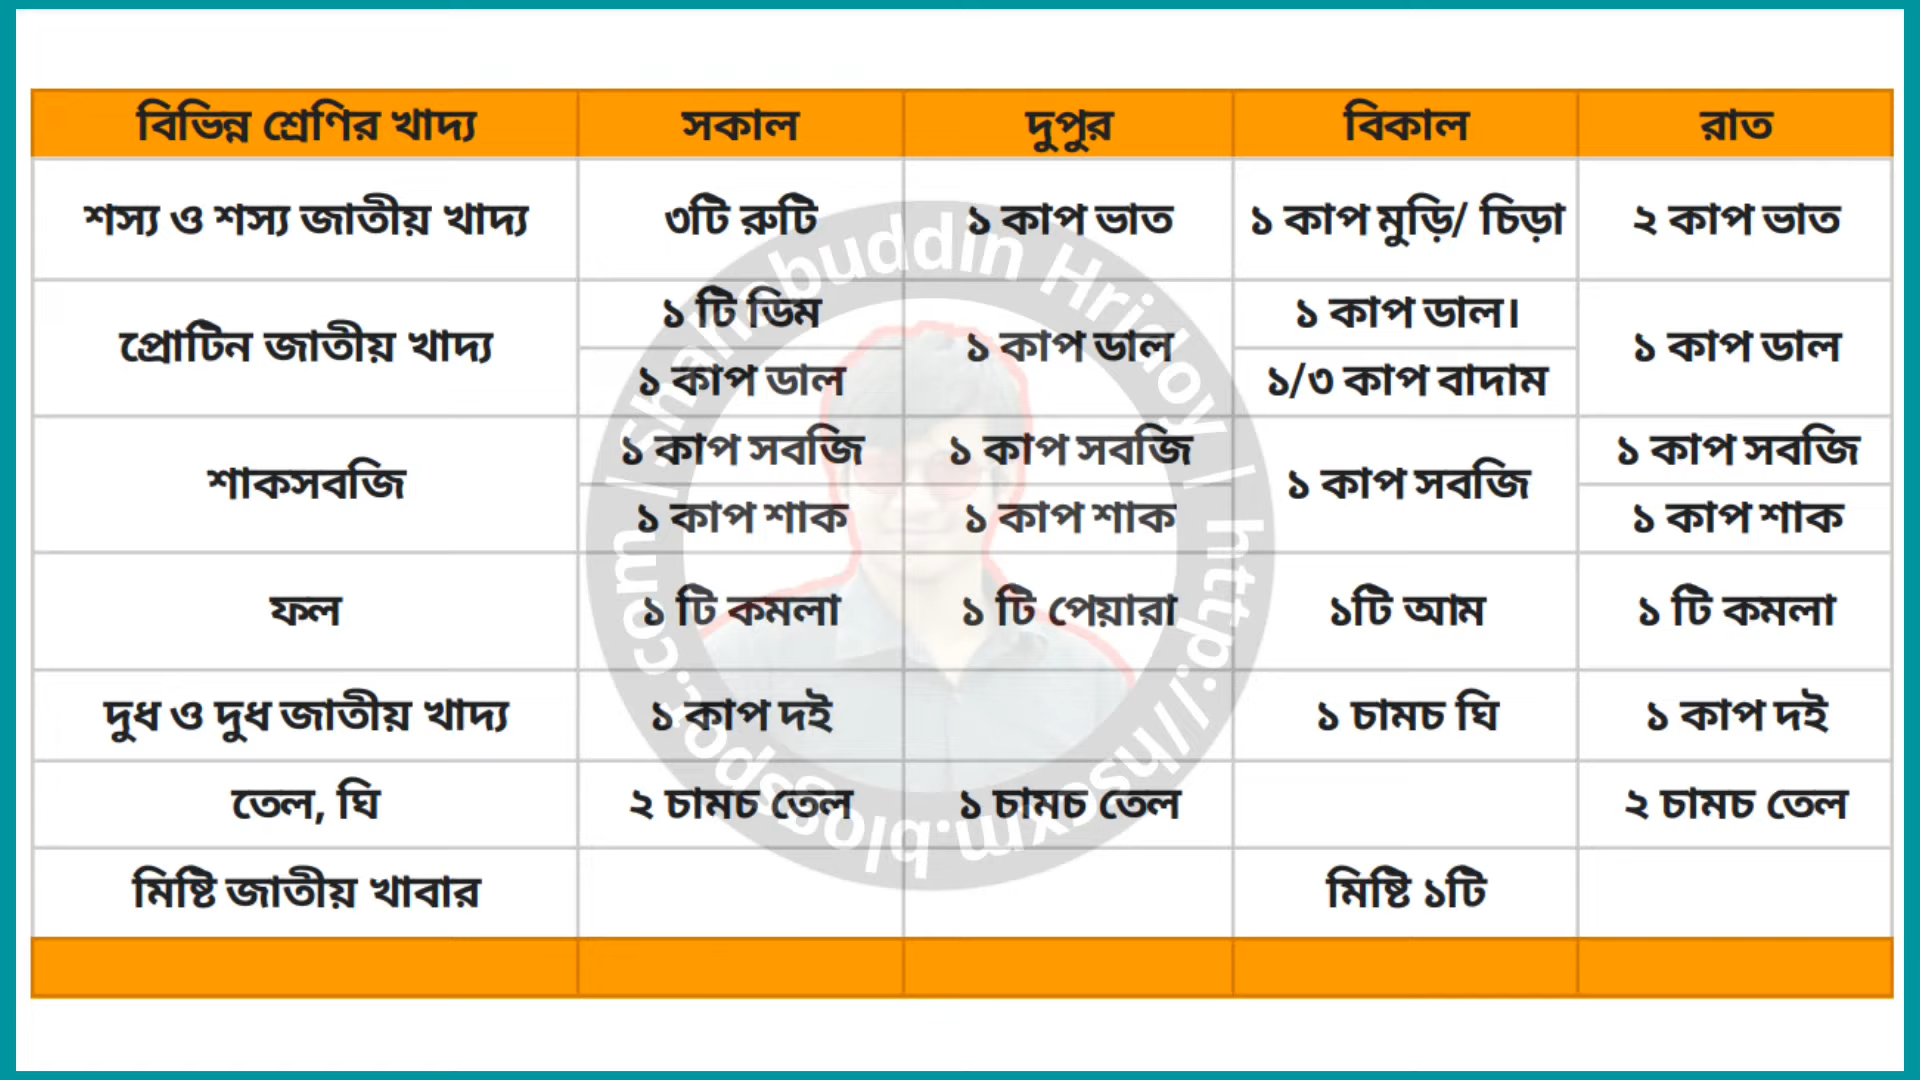 বিভিন্ন শ্রেণির খাদ্য সকাল দুপুর বিকাল রাত
শস্য ও শস্য জাতীয় খাদ্য ৩টি রুটি ১ কাপ ভাত ১ কাপ মুড়ি/ চিড়া ২ কাপ ভাত
প্রোটিন জাতীয় খাদ্য ১ টি ডিম ১ কাপ ডাল ১ কাপ ডাল ১ কাপ ডাল। ১/৩ কাপ বাদাম ১ কাপ ডাল
শাকসবজি ১ কাপ সবজি ১ কাপ শাক ১ কাপ সবজি ১ কাপ শাক ১ কাপ সবজি ১ কাপ সবজি ১ কাপ শাক
ফল ১ টি কমলা ১ টি পেয়ারা ১টি আম ১ টি কমলা
দুধ ও দুধ জাতীয় খাদ্য ১ কাপ দই ১ চামচ ঘি ১ কাপ দই
তেল, ঘি ২ চামচ তেল ১ চামচ তেল ২ চামচ তেল
মিষ্টি জাতীয় খাবার মিষ্টি ১টি
Hridoy | http://